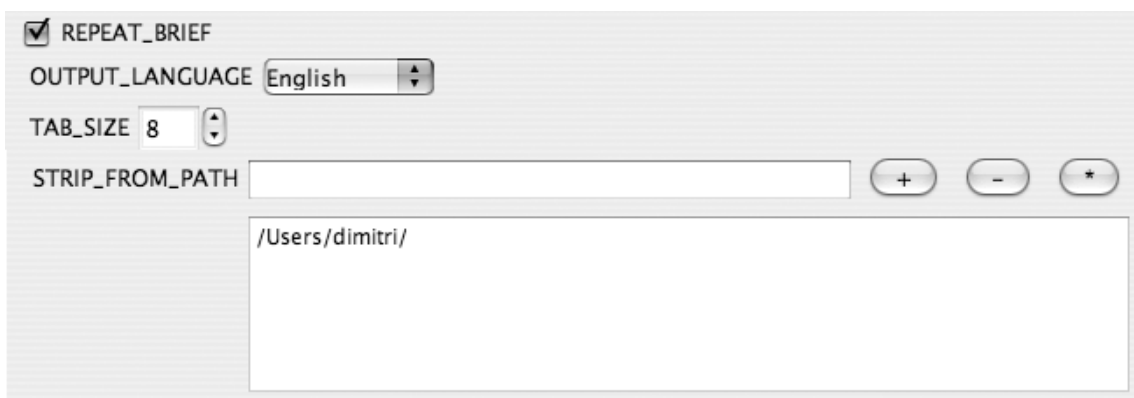 REPEAT_BRIEF
OUTPUT_LANGUAGE English
TAB_SIZE 8
STRIP_FROM_PATH + - *
/Users/dimitri/